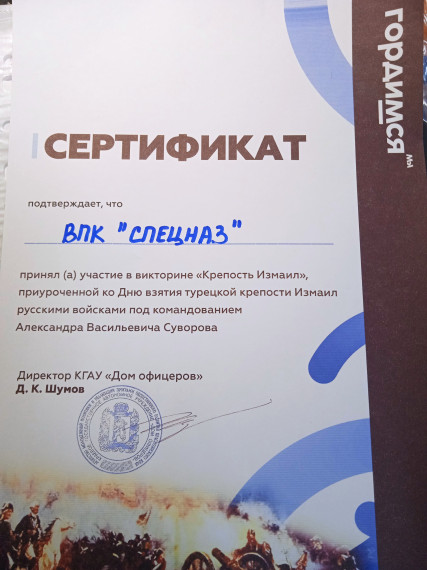 гордимся
мы
СЕРТИФИКАТ
подтверждает, что
ВПК "СПЕЦНАЗ"
принял (а) участие в викторине «Крепость Измаил»,
приуроченной ко Дню взятия турецкой крепости Измаил
русскими войсками под командованием
Александра Васильевича Суворова
Директор КГАУ «Дом офицеров»
Д. К. Шумов